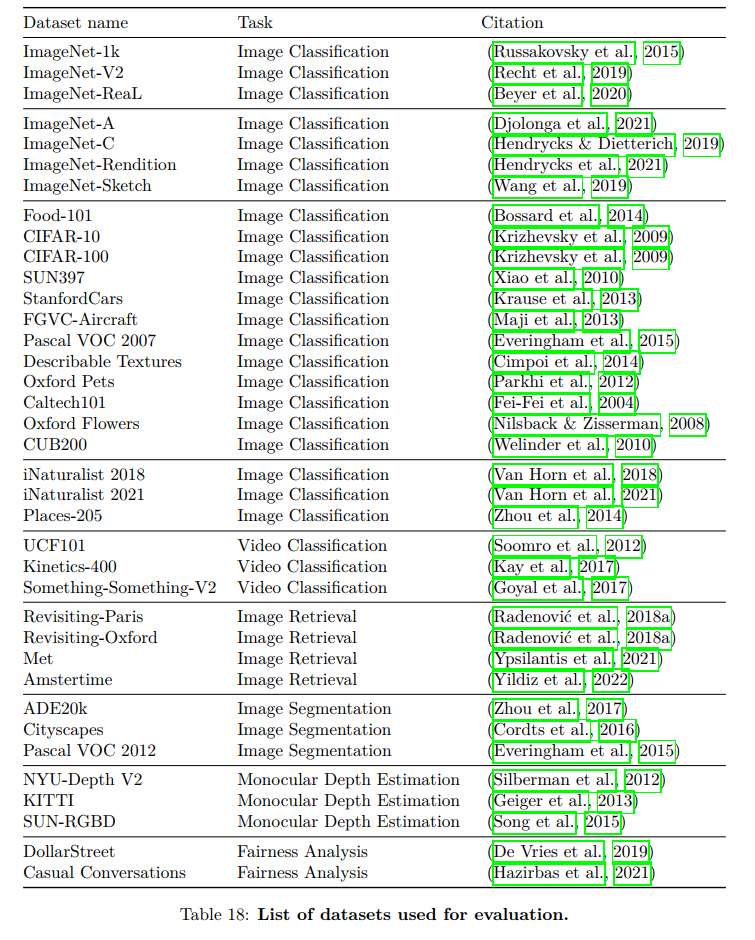 Dataset name Task Citation
ImageNet-1k Image Classification (Russakovsky et al., 2015)
ImageNet-V2 Image Classification (Recht et al., 2019)
ImageNet-ReaL Image Classification (Beyer et al., 2020)
ImageNet-A Image Classification (Djolonga et al., 2021)
ImageNet-C Image Classification (Hendrycks & Dietterich, 2019)
ImageNet-Rendition Image Classification (Hendrycks et al., 2021)
ImageNet-Sketch Image Classification (Wang et al., 2019)
Food-101 Image Classification (Bossard et al., 2014)
CIFAR-10 Image Classification (Krizhevsky et al., 2009)
CIFAR-100 Image Classification (Krizhevsky et al., 2009)
SUN397 Image Classification (Xiao et al., 2010)
StanfordCars Image Classification (Krause et al., 2013)
FGVC-Aircraft Image Classification (Maji et al., 2013)
Pascal VOC 2007 Image Classification (Everingham et al., 2015)
Describable Textures Image Classification (Cimpoi et al., 2014)
Oxford Pets Image Classification (Parkhi et al., 2012)
Caltech101 Image Classification (Fei-Fei et al., 2004)
Oxford Flowers Image Classification (Nilsback & Zisserman, 2008)
CUB200 Image Classification (Welinder et al., 2010)
iNaturalist 2018 Image Classification (Van Horn et al., 2018)
iNaturalist 2021 Image Classification (Van Horn et al., 2021)
Places-205 Image Classification (Zhou et al., 2014)
UCF101 Video Classification (Soomro et al., 2012)
Kinetics-400 Video Classification (Kay et al., 2017)
Something-Something-V2 Video Classification (Goyal et al., 2017)
Revisiting-Paris Image Retrieval (Radenović et al., 2018a)
Revisiting-Oxford Image Retrieval (Radenović et al., 2018a)
Met Image Retrieval (Ypsilantis et al., 2021)
Amstertime Image Retrieval (Yildiz et al., 2022)
ADE20k Image Segmentation (Zhou et al., 2017)
Cityscapes Image Segmentation (Cordts et al., 2016)
Pascal VOC 2012 Image Segmentation (Everingham et al., 2015)
NYU-Depth V2 Monocular Depth Estimation (Silberman et al., 2012)
KITTI Monocular Depth Estimation (Geiger et al., 2013)
SUN-RGBD Monocular Depth Estimation (Song et al., 2015)
DollarStreet Fairness Analysis (De Vries et al., 2019)
Casual Conversations Fairness Analysis (Hazirbas et al., 2021)
Table 18: List of datasets used for evaluation.